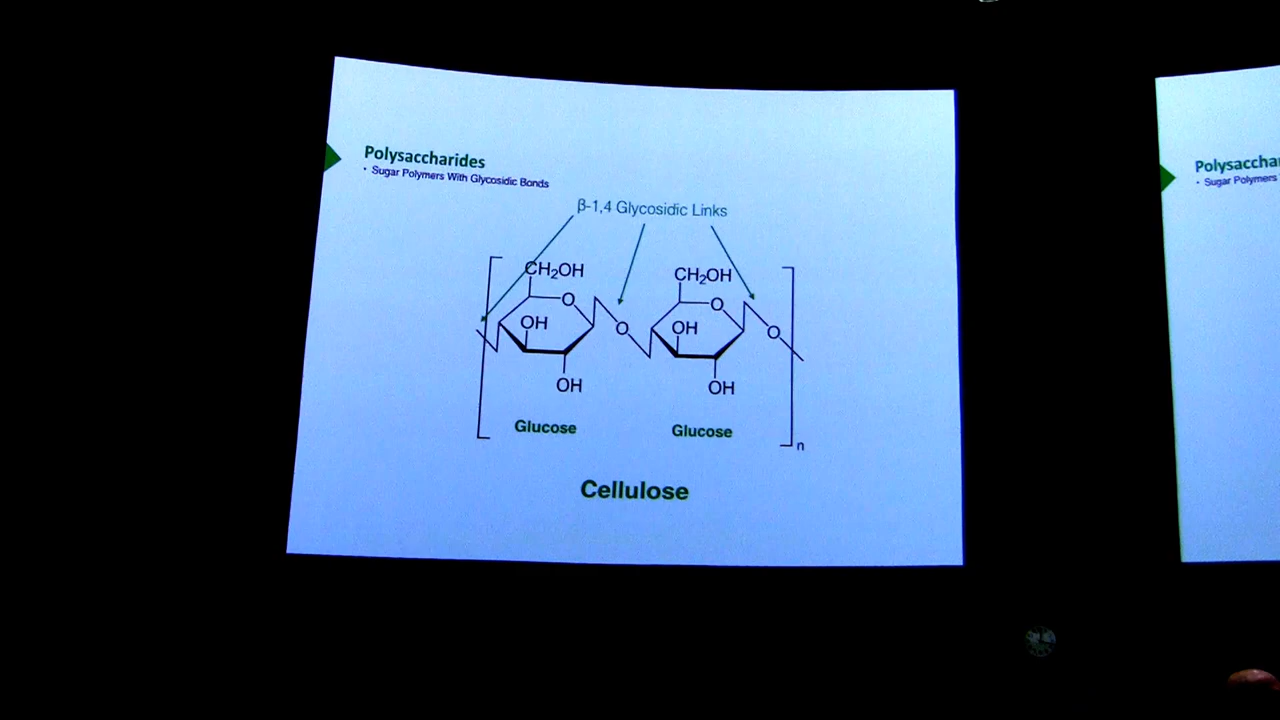 Polysaccharides
• Sugar Polymers With Glycosidic Bonds
β-1,4 Glycosidic Links
CH₂OH
CH₂OH
O
O
OH
OH
O
O
OH
OH
Glucose
Glucose
n
Cellulose
Polysacchar
• Sugar Polymers